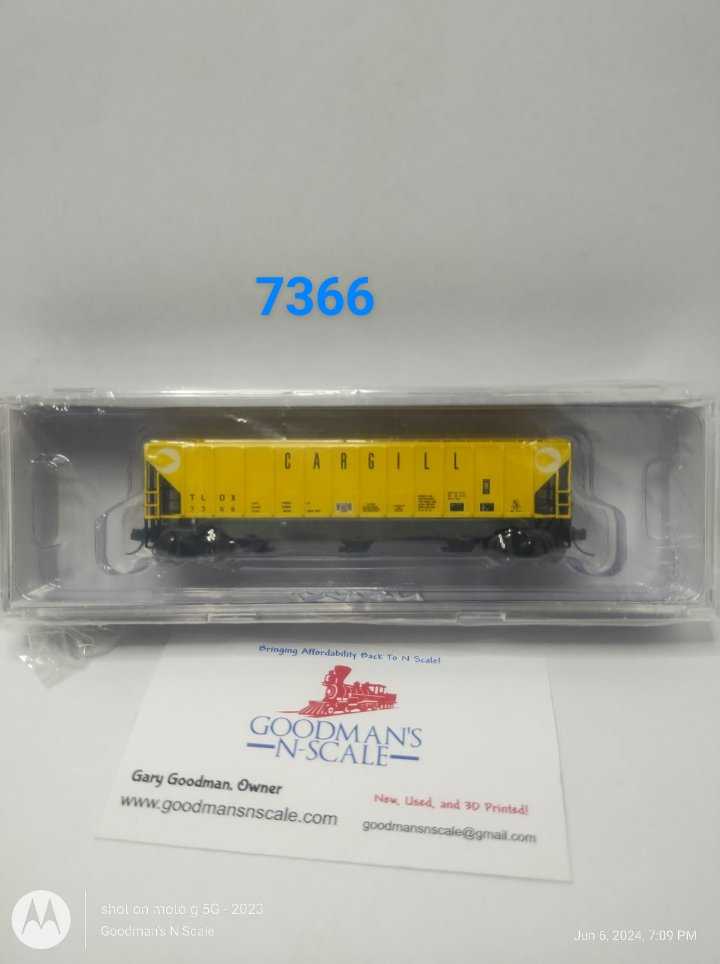 7366
CARGILL
TLDX
7366
Bringing Affordability Back To N Scale!
GOODMAN'S
N-SCALE
Gary Goodman, Owner
New, Used, and 3D Printed!
www.goodmansnscale.com
goodmansnscale@gmail.com
shot on moto g 5G - 2023
Goodman's N Scale
Jun 6, 2024, 7:09 PM